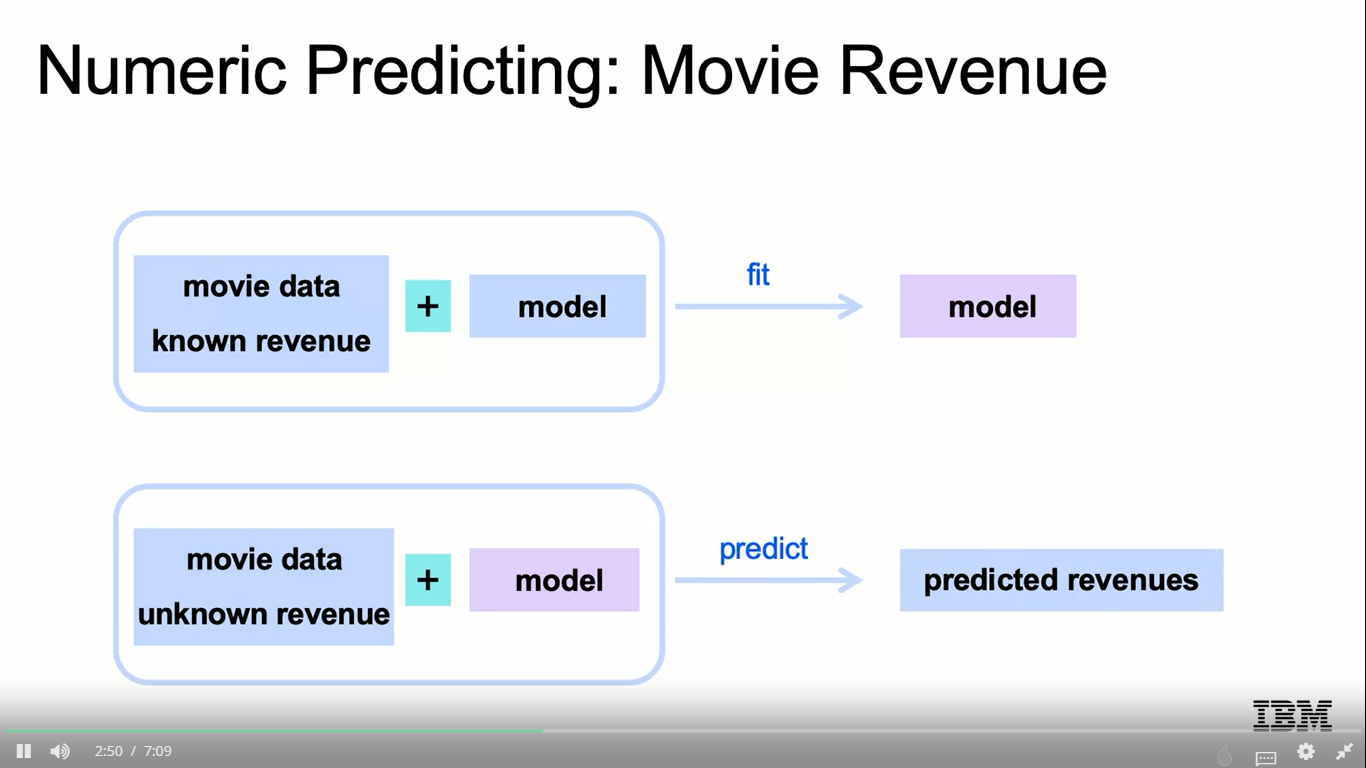 Numeric Predicting: Movie Revenue
movie data
known revenue
+
model
fit
model
movie data
unknown revenue
+
model
predict
predicted revenues
IBM
2:50 / 7:09